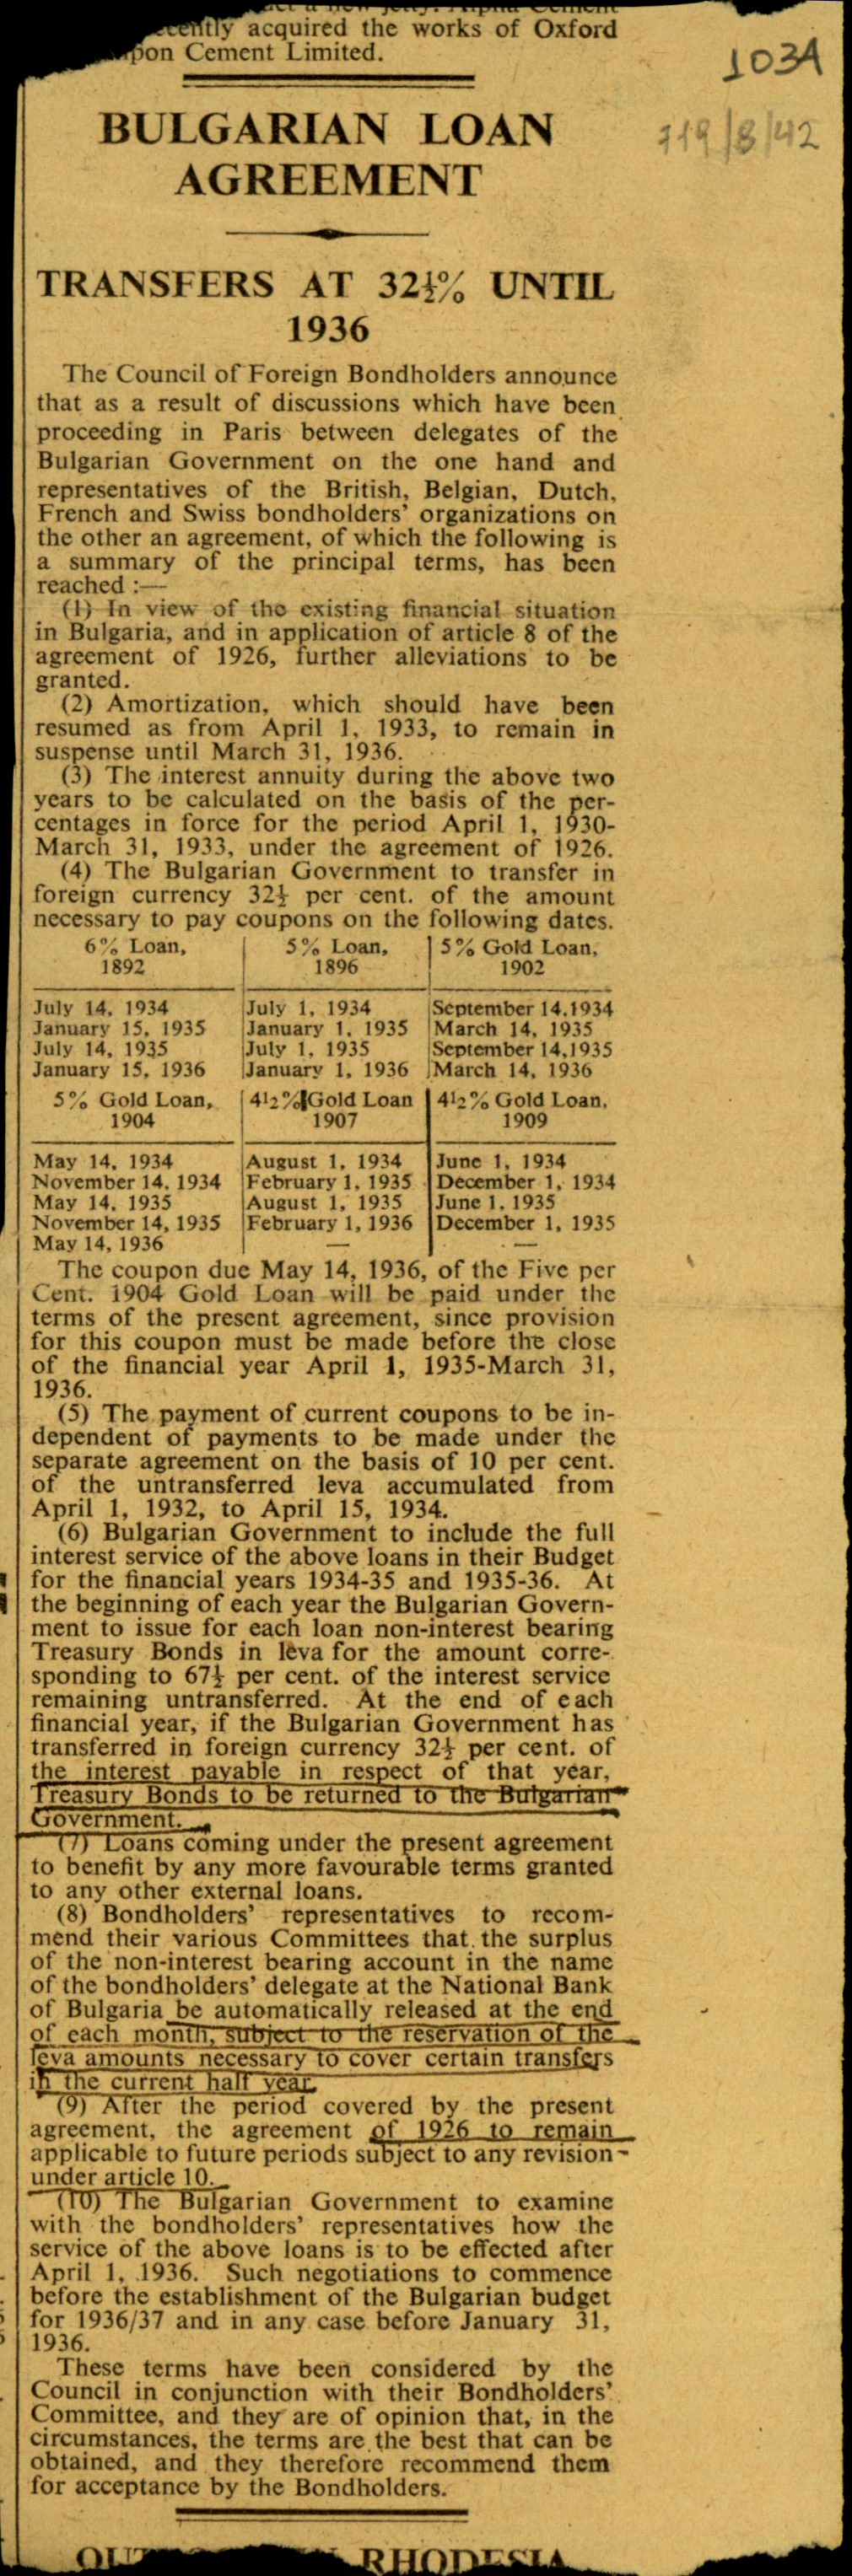 acquired the works of Oxford
Cement Limited.
103A
119/8/42
BULGARIAN LOAN
AGREEMENT
TRANSFERS AT 32½% UNTIL
1936
The Council of Foreign Bondholders announce
that as a result of discussions which have been
proceeding in Paris between delegates of the
Bulgarian Government on the one hand and
representatives of the British, Belgian, Dutch,
French and Swiss bondholders' organizations on
the other an agreement, of which the following is
a summary of the principal terms, has been
reached :—
(1) In view of the existing financial situation
in Bulgaria, and in application of article 8 of the
agreement of 1926, further alleviations to be
granted.
(2) Amortization, which should have been
resumed as from April 1, 1933, to remain in
suspense until March 31, 1936.
(3) The interest annuity during the above two
years to be calculated on the basis of the per-
centages in force for the period April 1, 1930-
March 31, 1933, under the agreement of 1926.
(4) The Bulgarian Government to transfer in
foreign currency 32½ per cent. of the amount
necessary to pay coupons on the following dates.
6% Loan, 5% Loan, 5% Gold Loan,
1892 1896 1902
July 14, 1934 July 1, 1934 September 14,1934
January 15, 1935 January 1, 1935 March 14, 1935
July 14, 1935 July 1, 1935 September 14,1935
January 15, 1936 January 1, 1936 March 14, 1936
5% Gold Loan, 4½% Gold Loan 4½% Gold Loan,
1904 1907 1909
May 14, 1934 August 1, 1934 June 1, 1934
November 14, 1934 February 1, 1935 December 1, 1934
May 14, 1935 August 1, 1935 June 1, 1935
November 14, 1935 February 1, 1936 December 1, 1935
May 14, 1936 — —
The coupon due May 14, 1936, of the Five per
Cent. 1904 Gold Loan will be paid under the
terms of the present agreement, since provision
for this coupon must be made before the close
of the financial year April 1, 1935-March 31,
1936.
(5) The payment of current coupons to be in-
dependent of payments to be made under the
separate agreement on the basis of 10 per cent.
of the untransferred leva accumulated from
April 1, 1932, to April 15, 1934.
(6) Bulgarian Government to include the full
interest service of the above loans in their Budget
for the financial years 1934-35 and 1935-36. At
the beginning of each year the Bulgarian Govern-
ment to issue for each loan non-interest bearing
Treasury Bonds in leva for the amount corre-
sponding to 67½ per cent. of the interest service
remaining untransferred. At the end of each
financial year, if the Bulgarian Government has
transferred in foreign currency 32½ per cent. of
the interest payable in respect of that year,
Treasury Bonds to be returned to the Bulgarian
Government.
(7) Loans coming under the present agreement
to benefit by any more favourable terms granted
to any other external loans.
(8) Bondholders' representatives to recom-
mend their various Committees that the surplus
of the non-interest bearing account in the name
of the bondholders' delegate at the National Bank
of Bulgaria be automatically released at the end
of each month, subject to the reservation of the
leva amounts necessary to cover certain transfers
in the current half year.
(9) After the period covered by the present
agreement, the agreement of 1926 to remain
applicable to future periods subject to any revision
under article 10.
(10) The Bulgarian Government to examine
with the bondholders' representatives how the
service of the above loans is to be effected after
April 1, 1936. Such negotiations to commence
before the establishment of the Bulgarian budget
for 1936/37 and in any case before January 31,
1936.
These terms have been considered by the
Council in conjunction with their Bondholders'
Committee, and they are of opinion that, in the
circumstances, the terms are the best that can be
obtained, and they therefore recommend them
for acceptance by the Bondholders.
RHODESIA